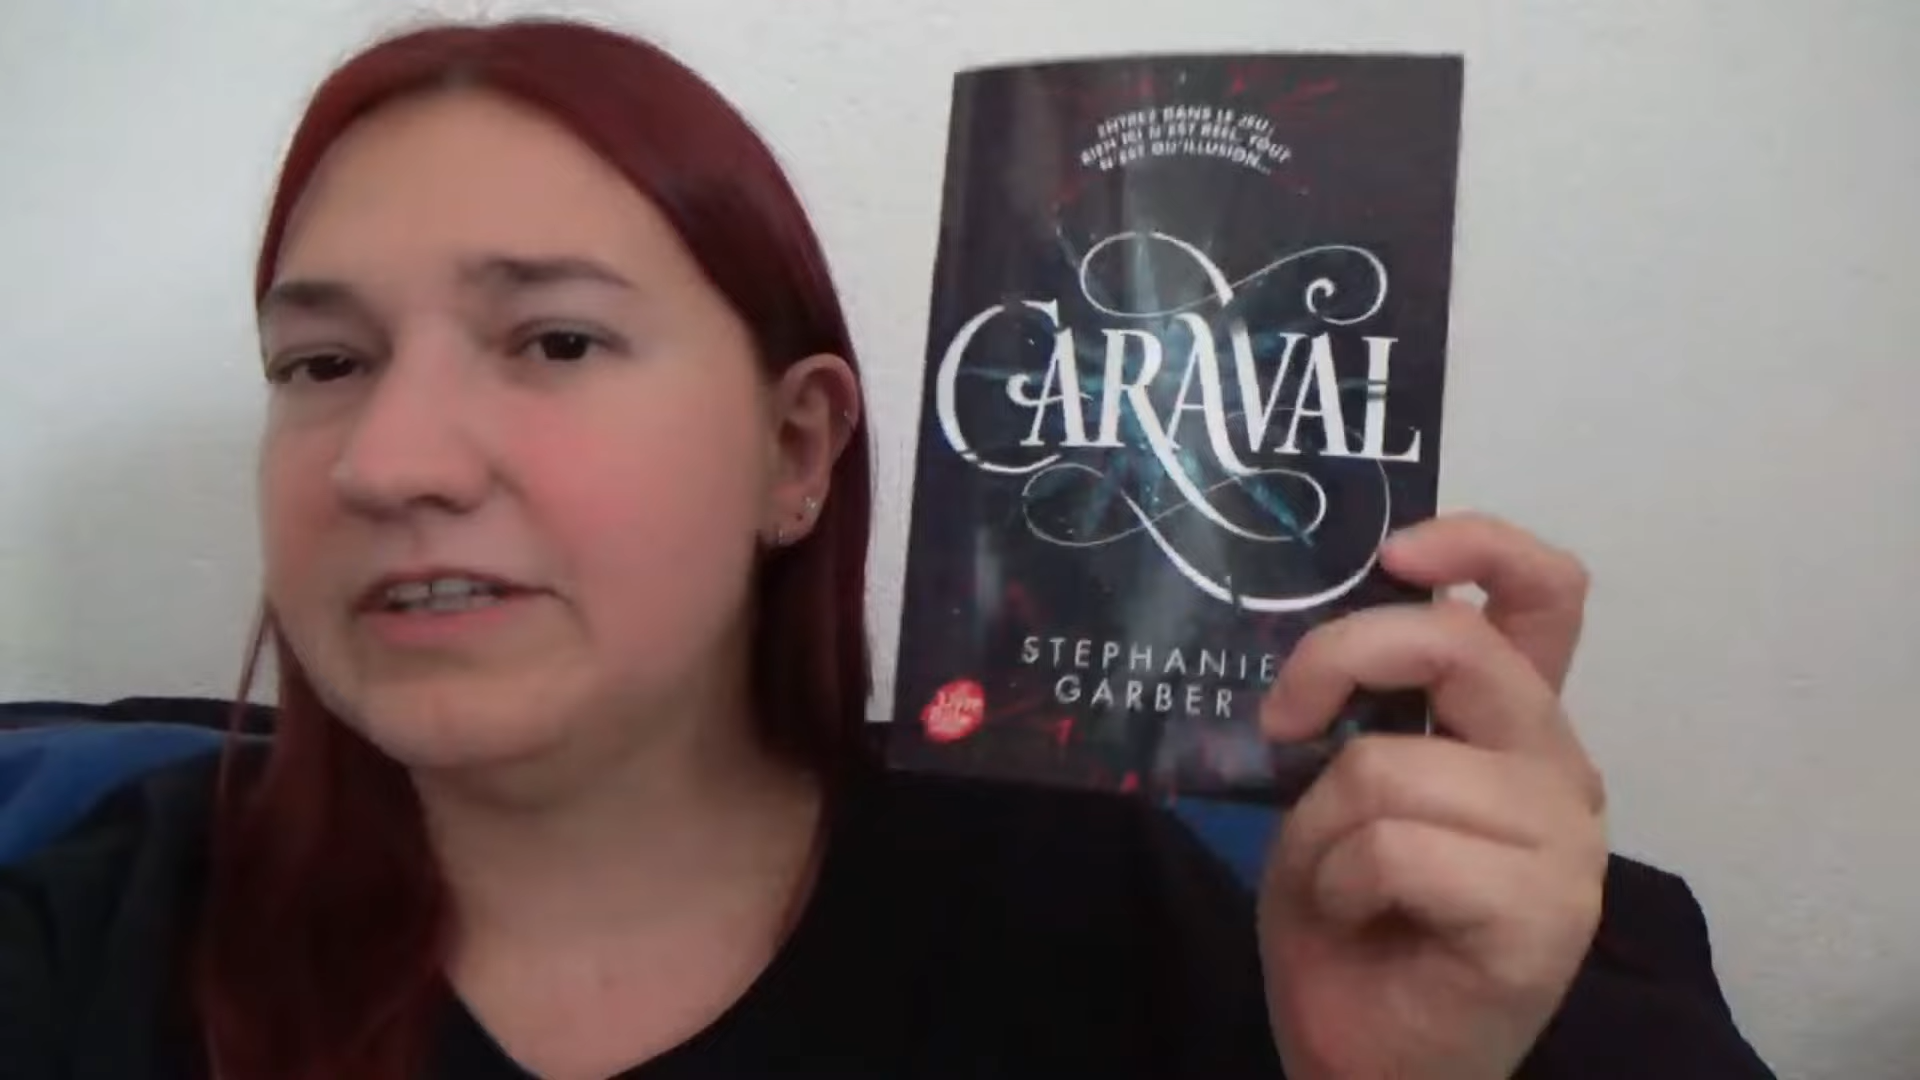 ENTREZ DANS LE JEU :
RIEN ICI N'EST RÉEL, TOUT
N'EST QU'ILLUSION...
CARAVAL
STEPHANIE
GARBER